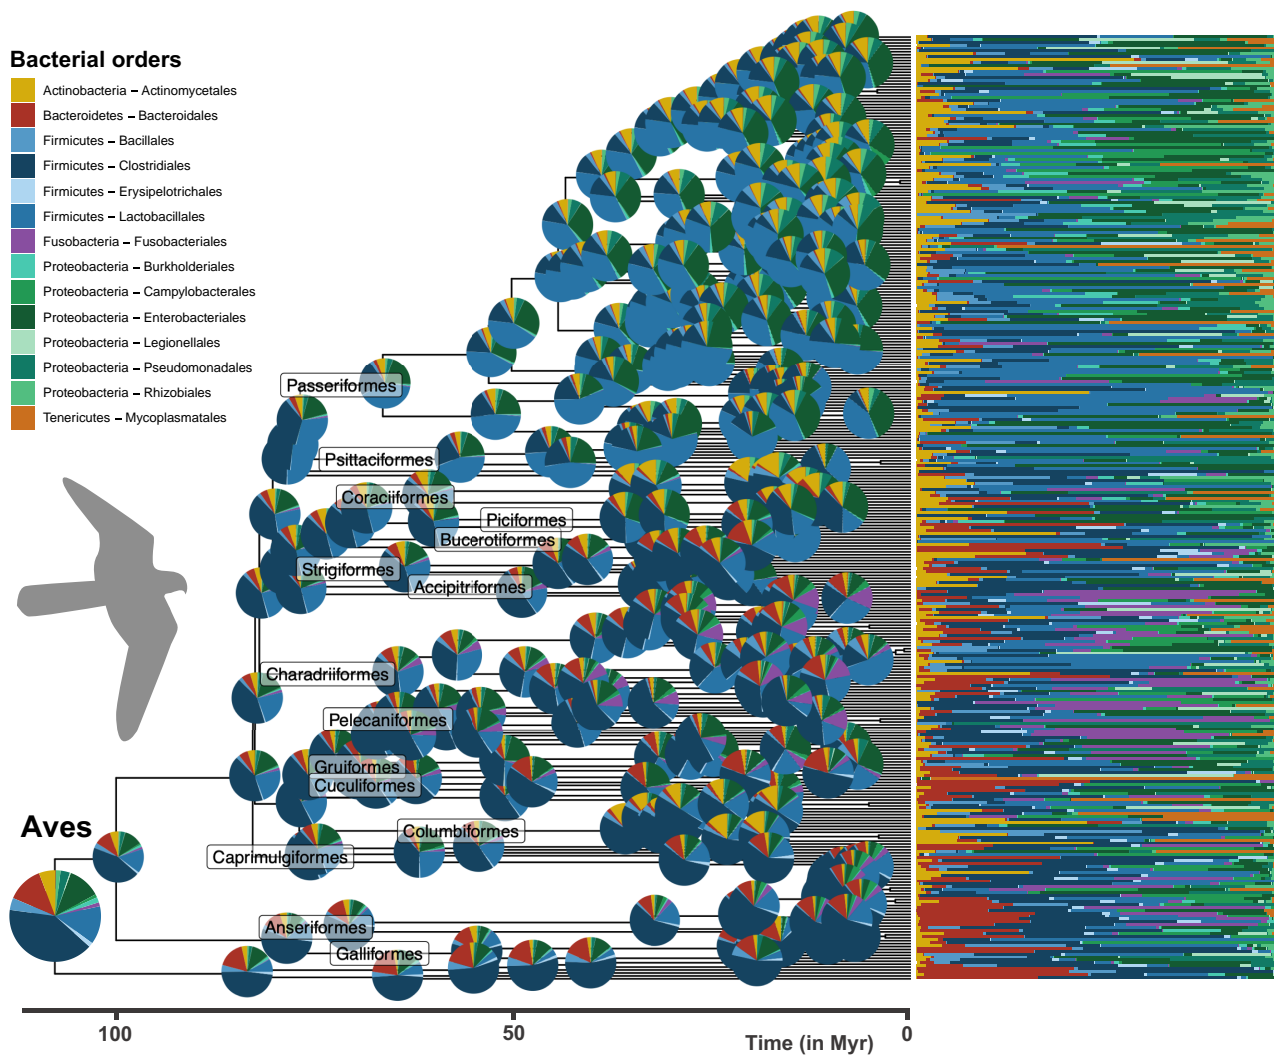 Bacterial orders
Actinobacteria – Actinomycetales
Bacteroidetes – Bacteroidales
Firmicutes – Bacillales
Firmicutes – Clostridiales
Firmicutes – Erysipelotrichales
Firmicutes – Lactobacillales
Fusobacteria – Fusobacteriales
Proteobacteria – Burkholderiales
Proteobacteria – Campylobacterales
Proteobacteria – Enterobacteriales
Proteobacteria – Legionellales
Proteobacteria – Pseudomonadales
Proteobacteria – Rhizobiales
Tenericutes – Mycoplasmatales
Passeriformes
Psittaciformes
Coraciiformes
Piciformes
Bucerotiformes
Strigiformes
Accipitriformes
Charadriiformes
Pelecaniformes
Gruiformes
Cuculiformes
Aves
Columbiformes
Caprimulgiformes
Anseriformes
Galliformes
100
50
0
Time (in Myr)